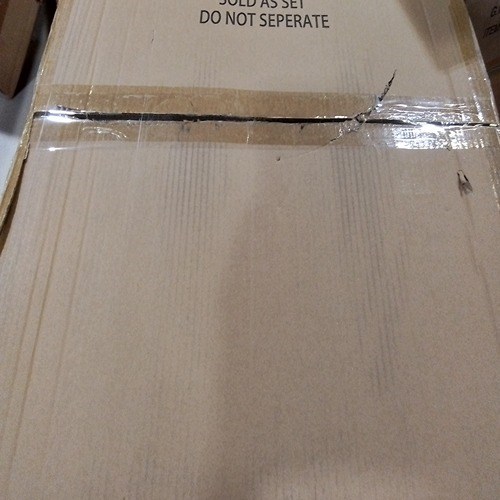 SOLD AS SET
DO NOT SEPERATE